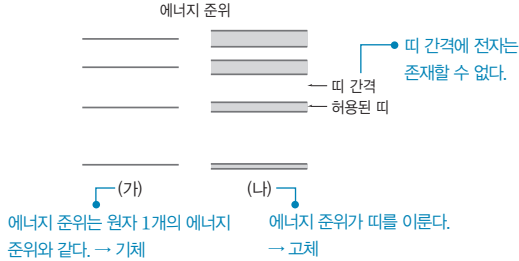 에너지 준위
띠 간격에 전자는
존재할 수 없다.
띠 간격
허용된 띠
(가)
(나)
에너지 준위는 원자 1개의 에너지
준위와 같다. → 기체
에너지 준위가 띠를 이룬다.
→ 고체